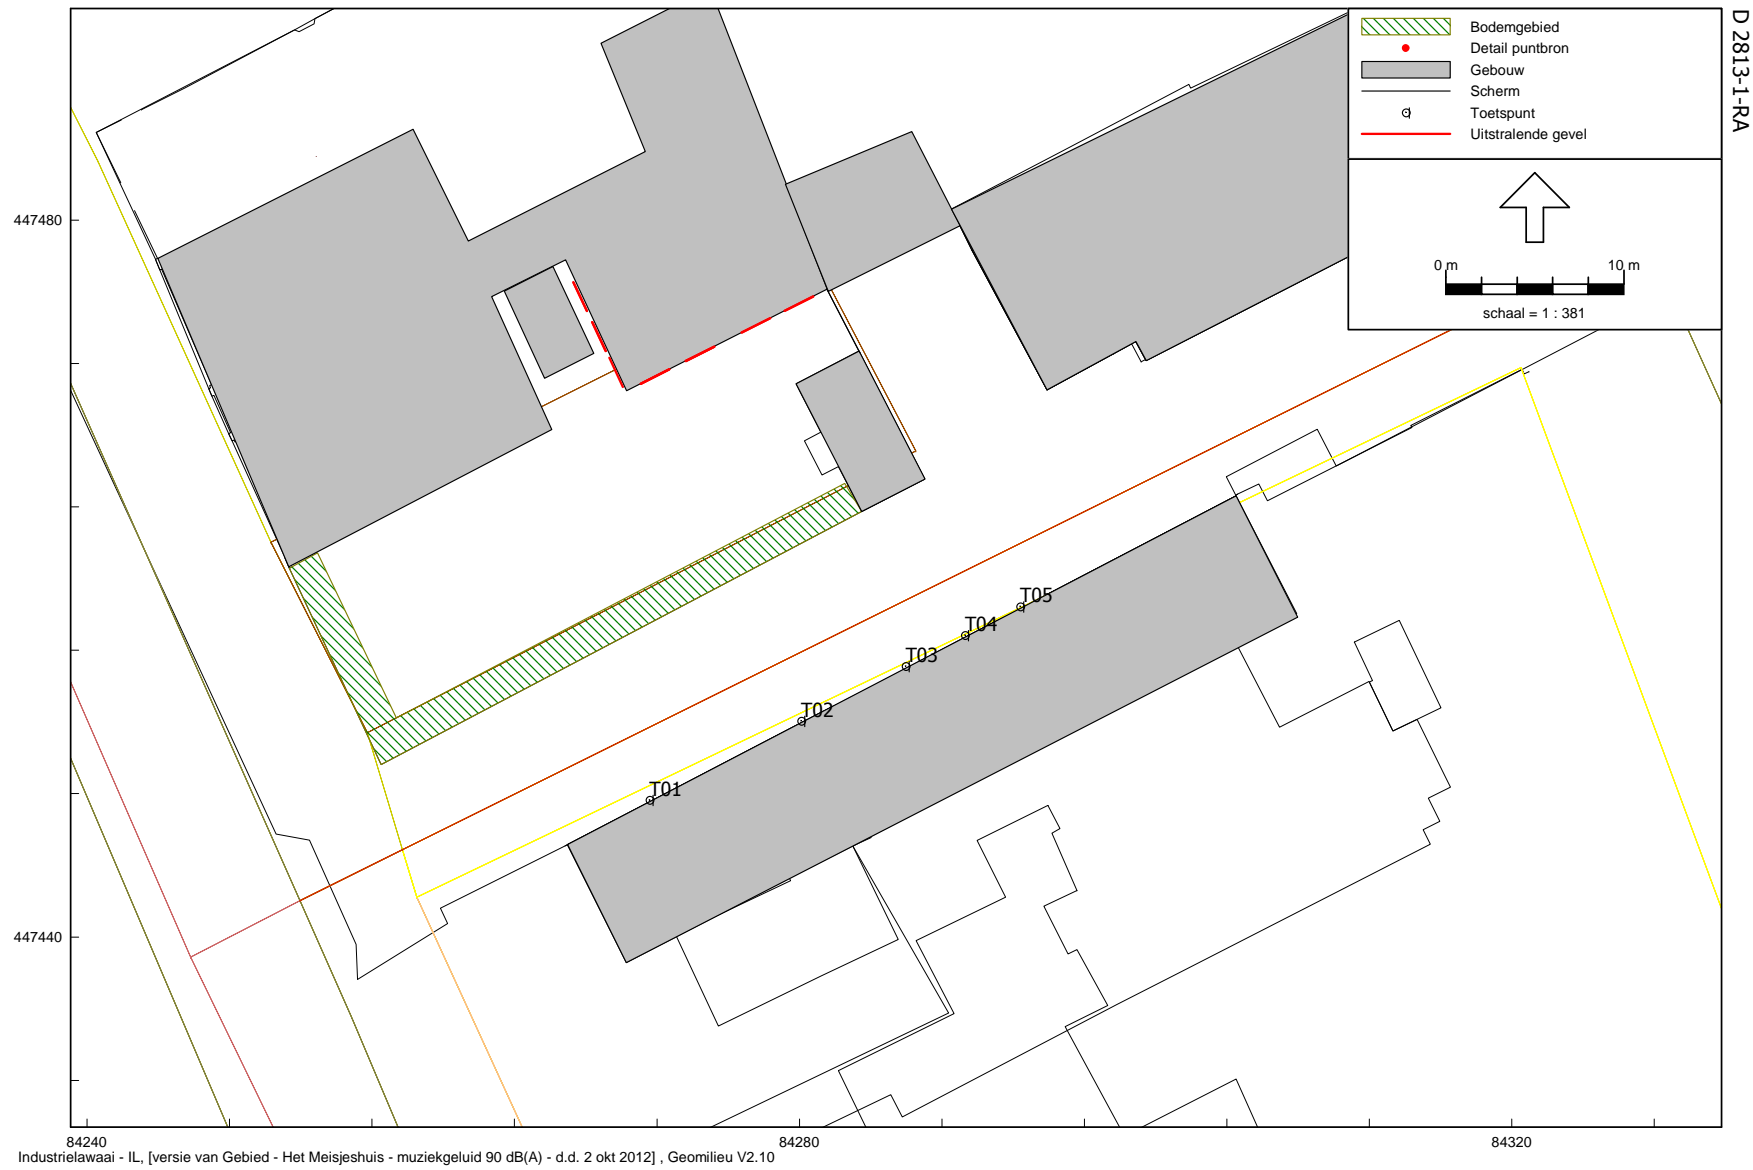 D 2813-1-RA
Bodemgebied
Detail puntbron
Gebouw
Scherm
Toetspunt
Uitstralende gevel
0 m
10 m
schaal = 1 : 381
447480
T05
T04
T03
T02
T01
447440
84240
84280
84320
Industrielawaai - IL, [versie van Gebied - Het Meisjeshuis - muziekgeluid 90 dB(A) - d.d. 2 okt 2012] , Geomilieu V2.10